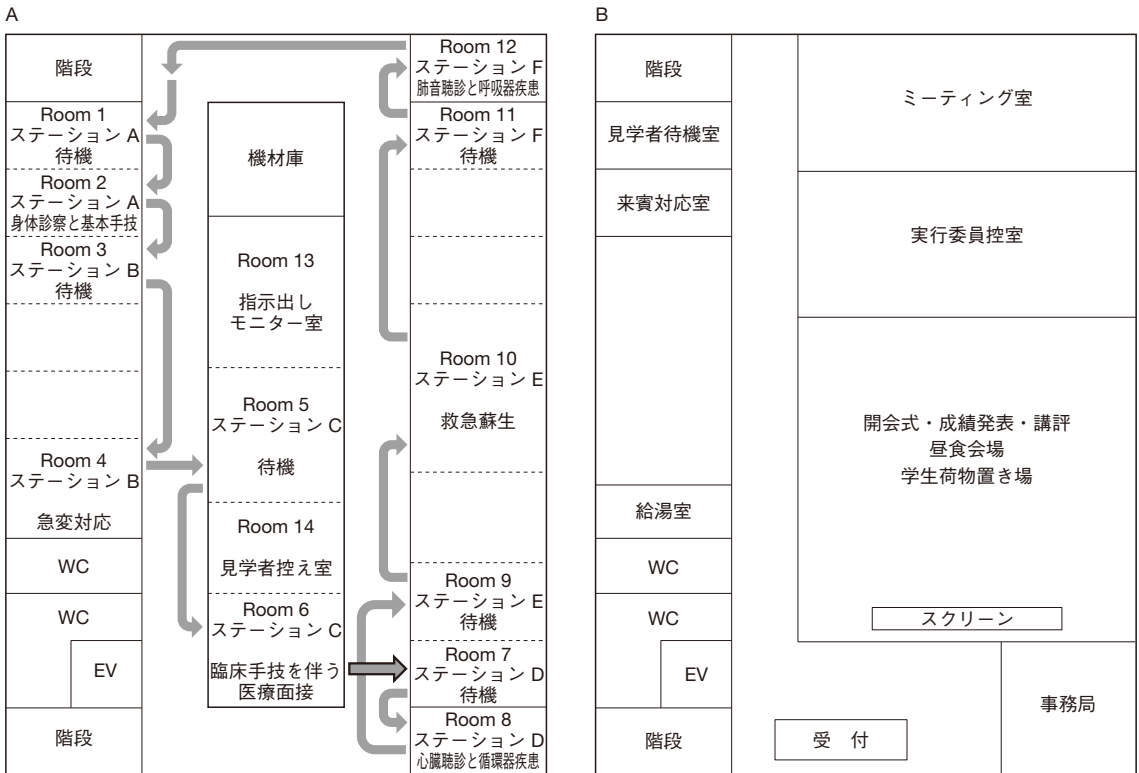 A
階段
Room 1
ステーション A
待機
Room 2
ステーション A
身体診察と基本手技
Room 3
ステーション B
待機
Room 4
ステーション B
急変対応
WC
WC
EV
階段
機材庫
Room 13
指示出し
モニター室
Room 5
ステーション C
待機
Room 14
見学者控え室
Room 6
ステーション C
臨床手技を伴う
医療面接
Room 12
ステーション F
肺音聴診と呼吸器疾患
Room 11
ステーション F
待機
Room 10
ステーション E
救急蘇生
Room 9
ステーション E
待機
Room 7
ステーション D
待機
Room 8
ステーション D
心臓聴診と循環器疾患
B
階段
見学者待機室
来賓対応室
給湯室
WC
WC
EV
階段
ミーティング室
実行委員控室
開会式・成績発表・講評
昼食会場
学生荷物置き場
スクリーン
事務局
受 付